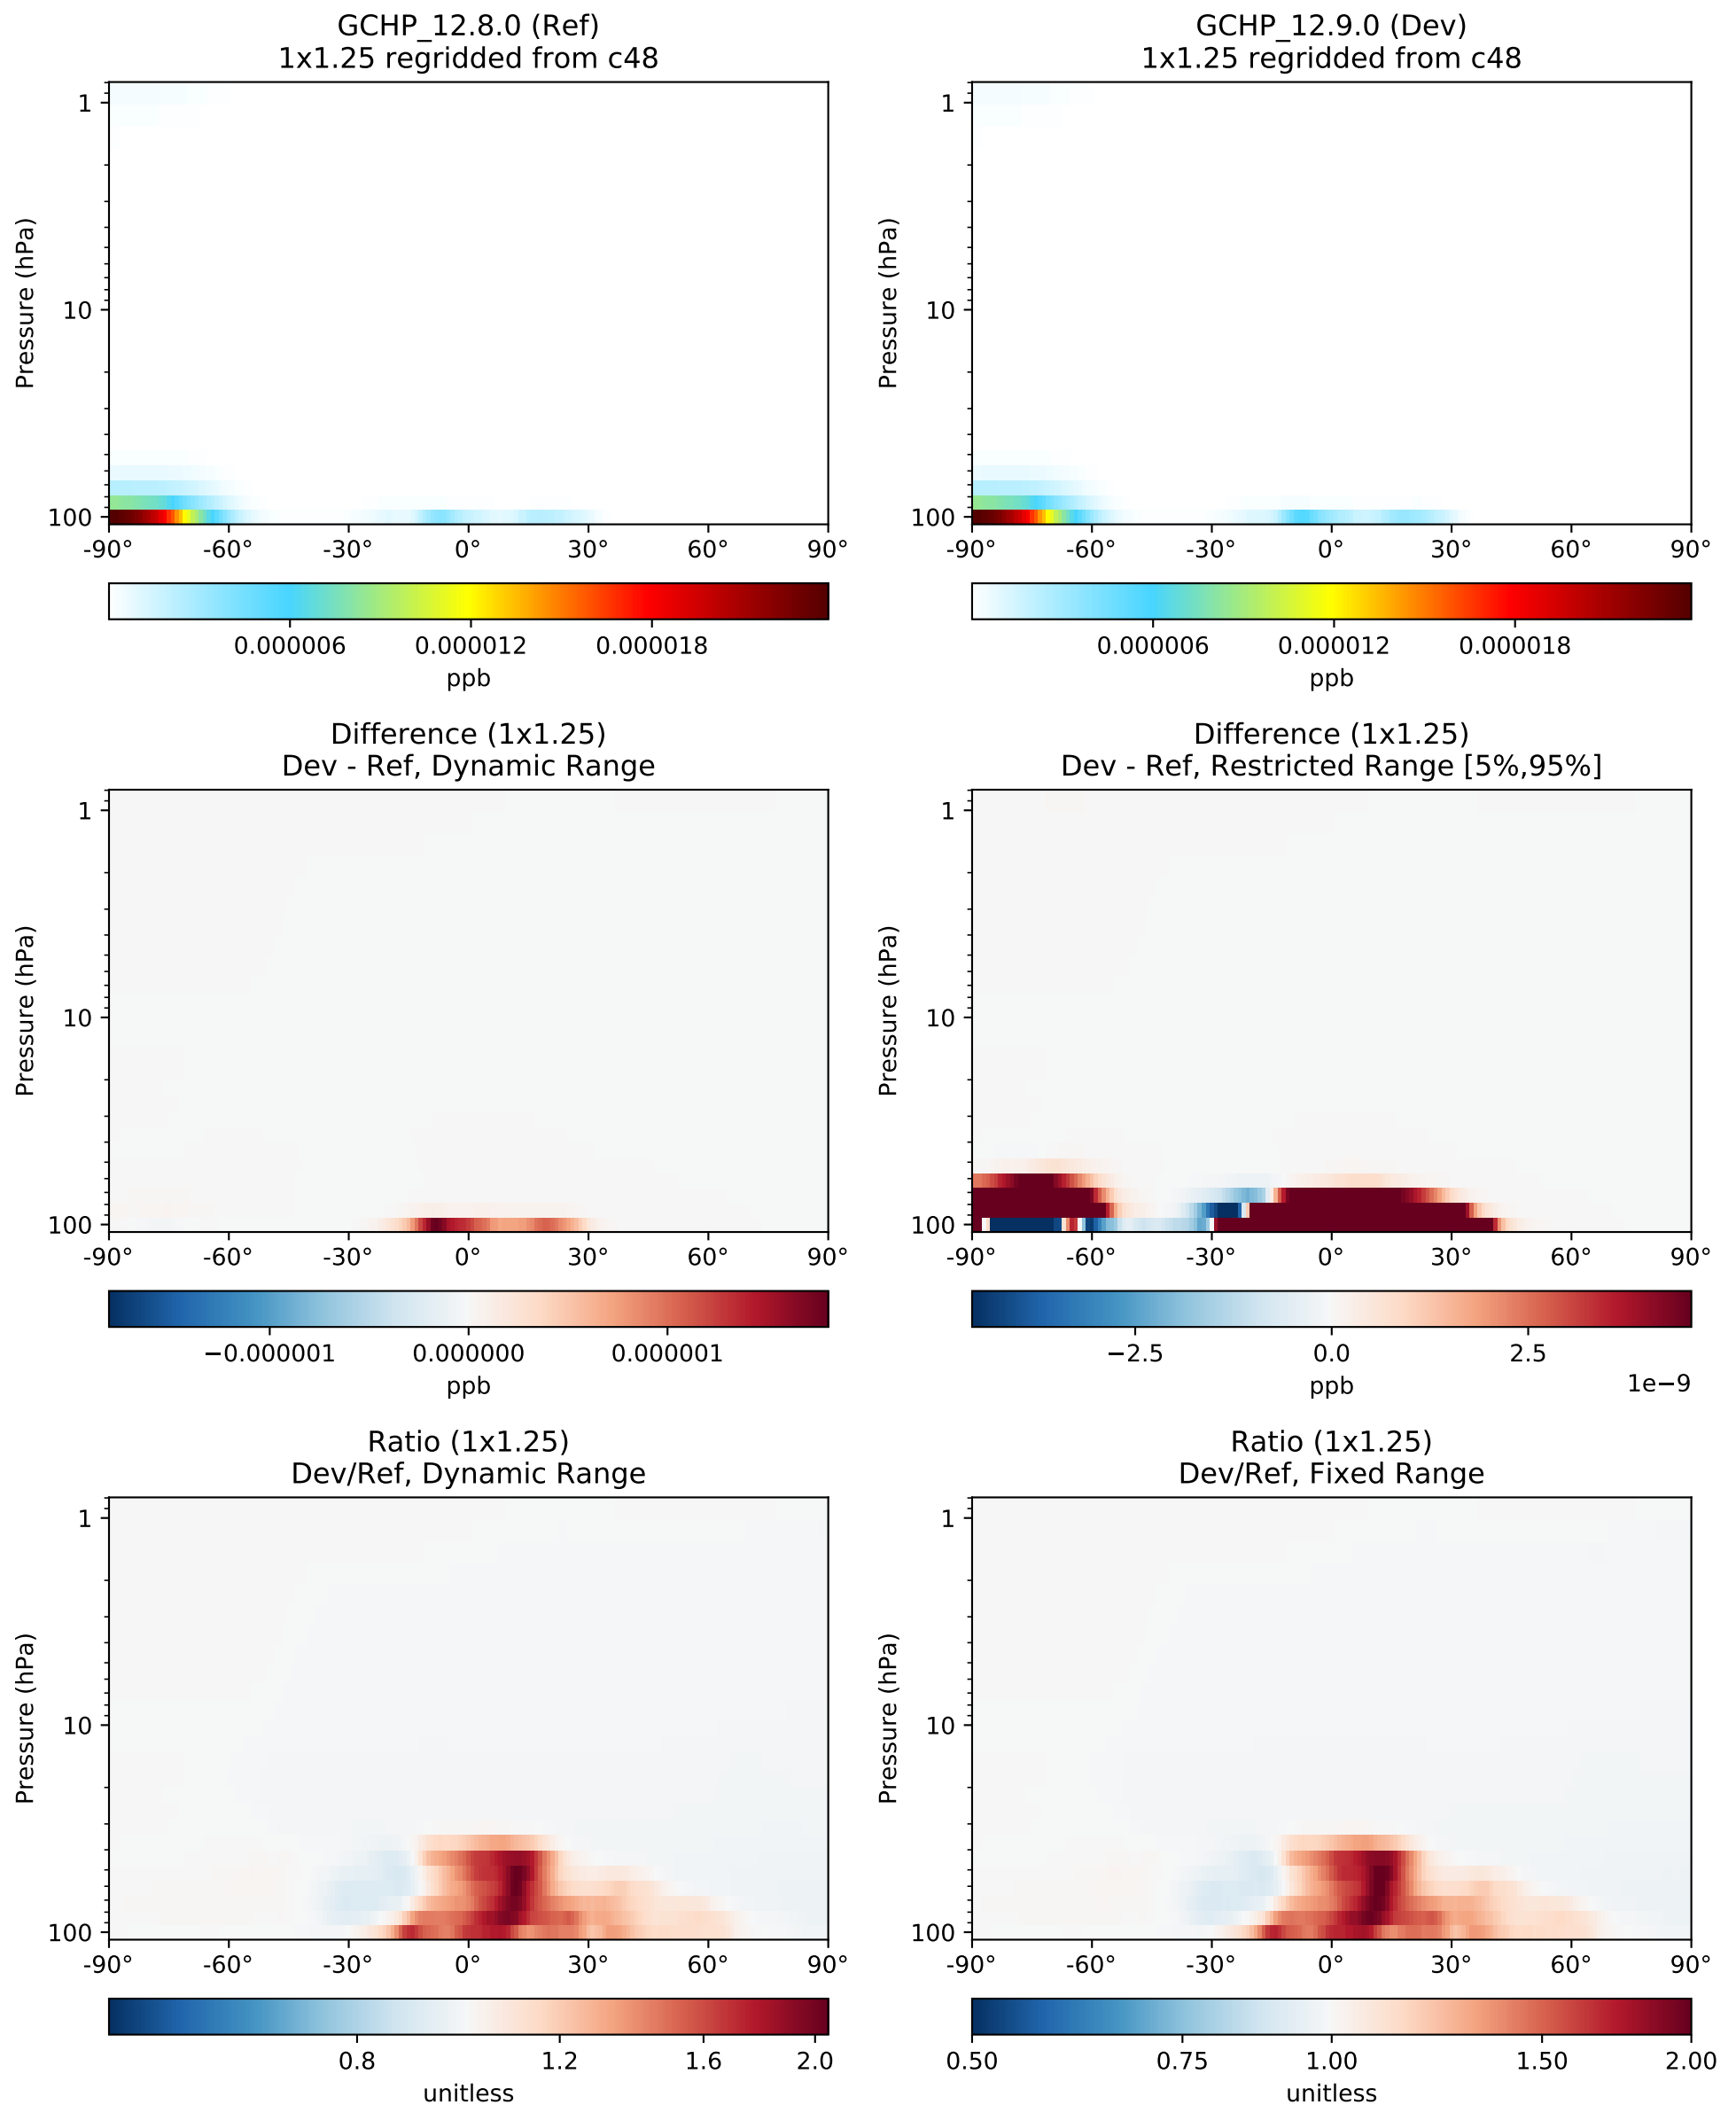 GCHP_12.8.0 (Ref)
1x1.25 regridded from c48
Pressure (hPa)
1
10
100
-90° -60° -30° 0° 30° 60° 90°
0.000006 0.000012 0.000018
ppb
GCHP_12.9.0 (Dev)
1x1.25 regridded from c48
Pressure (hPa)
1
10
100
-90° -60° -30° 0° 30° 60° 90°
0.000006 0.000012 0.000018
ppb
Difference (1x1.25)
Dev - Ref, Dynamic Range
Pressure (hPa)
1
10
100
-90° -60° -30° 0° 30° 60° 90°
−0.000001 0.000000 0.000001
ppb
Difference (1x1.25)
Dev - Ref, Restricted Range [5%,95%]
Pressure (hPa)
1
10
100
-90° -60° -30° 0° 30° 60° 90°
−2.5 0.0 2.5
ppb
1e−9
Ratio (1x1.25)
Dev/Ref, Dynamic Range
Pressure (hPa)
1
10
100
-90° -60° -30° 0° 30° 60° 90°
0.8 1.2 1.6 2.0
unitless
Ratio (1x1.25)
Dev/Ref, Fixed Range
Pressure (hPa)
1
10
100
-90° -60° -30° 0° 30° 60° 90°
0.50 0.75 1.00 1.50 2.00
unitless